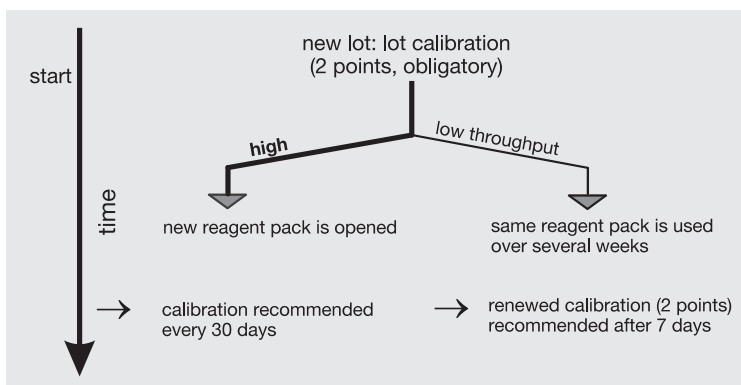 new lot: lot calibration
(2 points, obligatory)
start
high
low throughput
time
new reagent pack is opened
same reagent pack is used
over several weeks
calibration recommended
every 30 days
renewed calibration (2 points)
recommended after 7 days